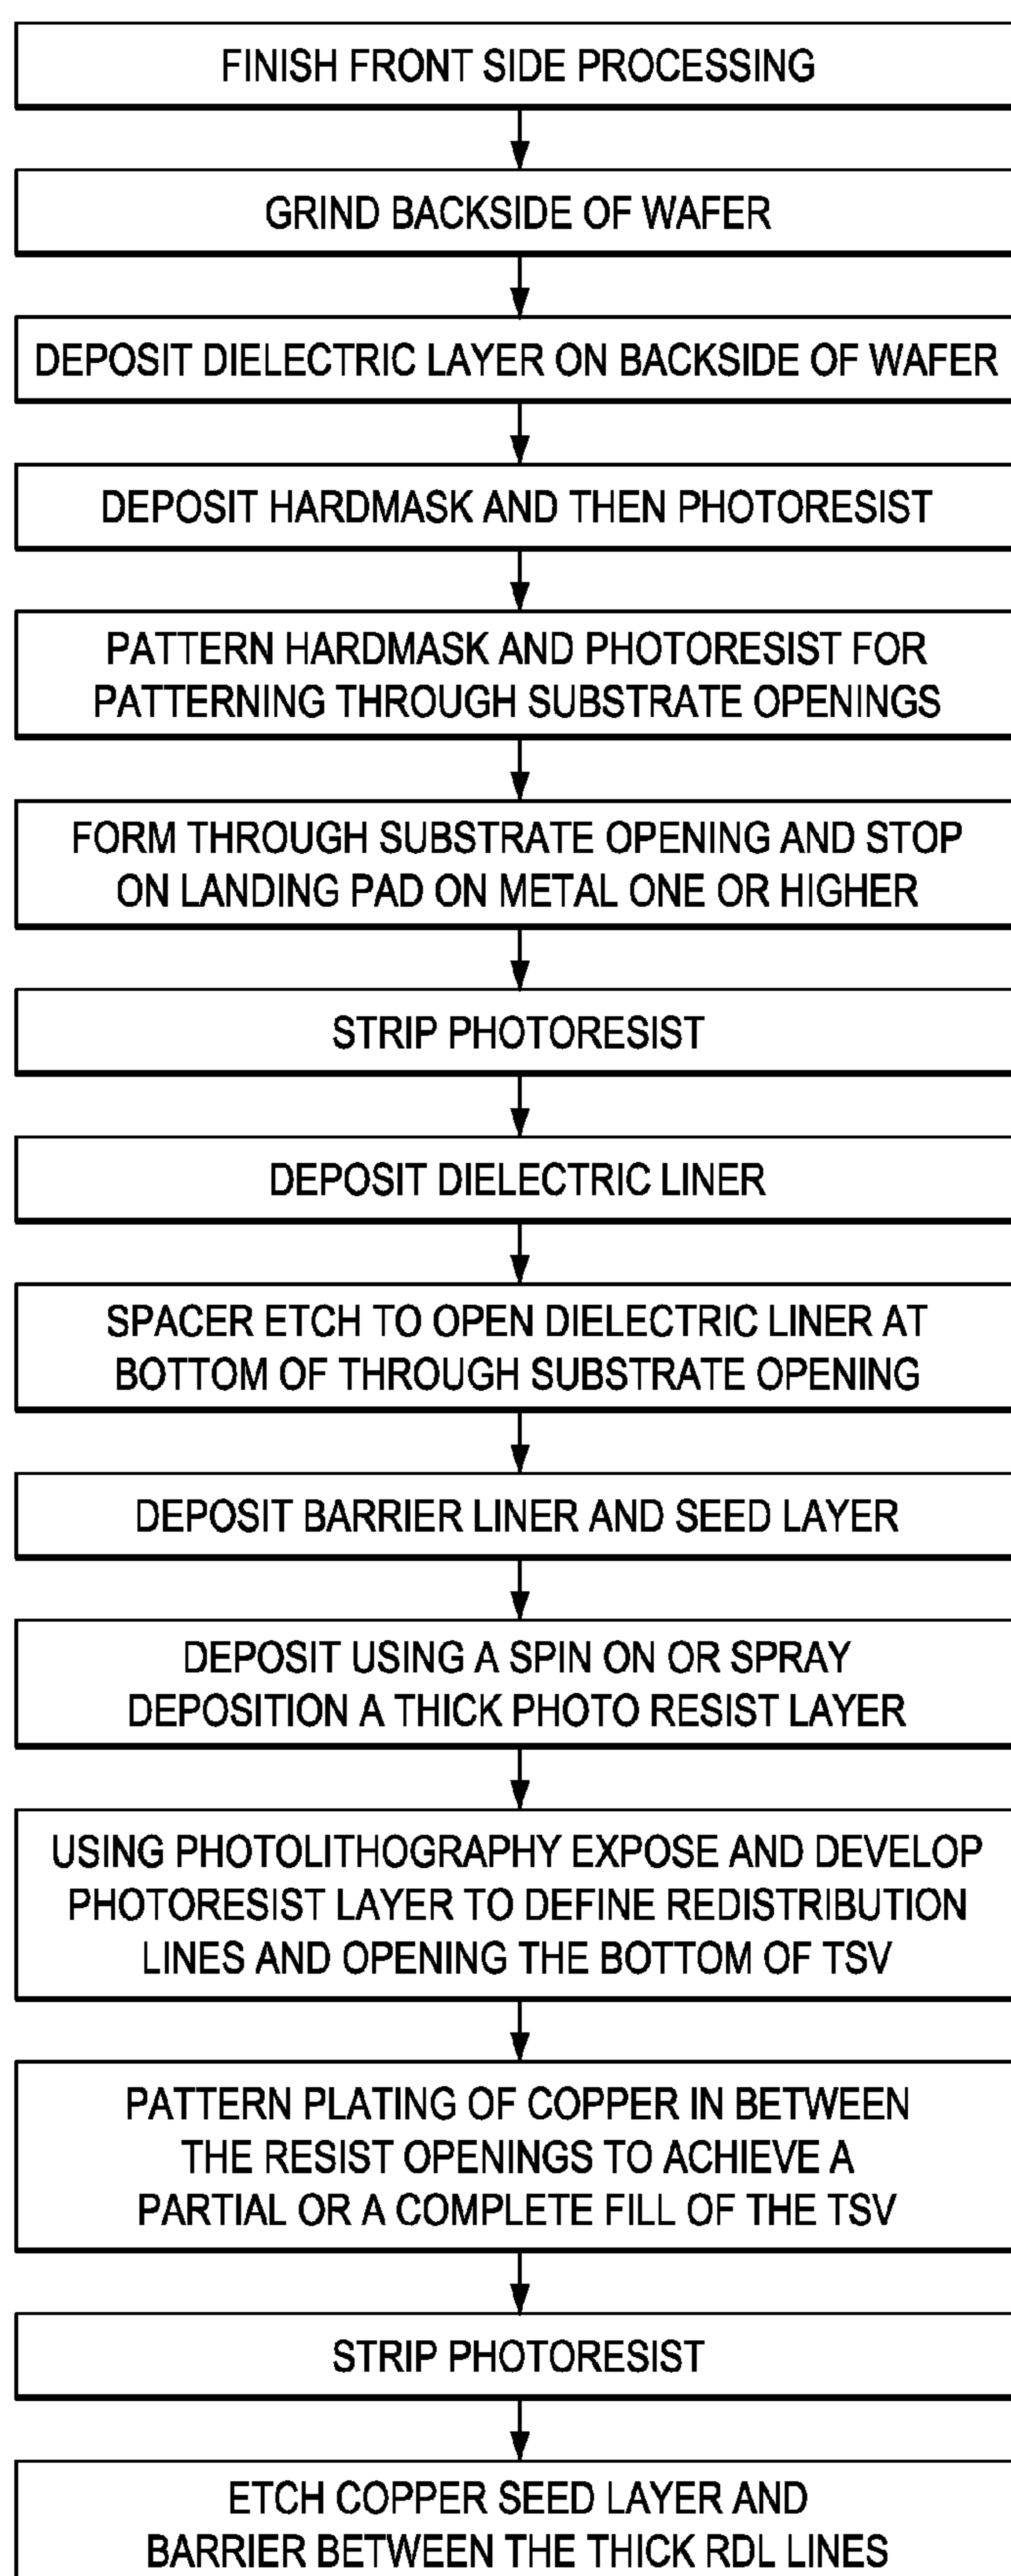 FINISH FRONT SIDE PROCESSING
GRIND BACKSIDE OF WAFER
DEPOSIT DIELECTRIC LAYER ON BACKSIDE OF WAFER
DEPOSIT HARDMASK AND THEN PHOTORESIST
PATTERN HARDMASK AND PHOTORESIST FOR
PATTERNING THROUGH SUBSTRATE OPENINGS
FORM THROUGH SUBSTRATE OPENING AND STOP
ON LANDING PAD ON METAL ONE OR HIGHER
STRIP PHOTORESIST
DEPOSIT DIELECTRIC LINER
SPACER ETCH TO OPEN DIELECTRIC LINER AT
BOTTOM OF THROUGH SUBSTRATE OPENING
DEPOSIT BARRIER LINER AND SEED LAYER
DEPOSIT USING A SPIN ON OR SPRAY
DEPOSITION A THICK PHOTO RESIST LAYER
USING PHOTOLITHOGRAPHY EXPOSE AND DEVELOP
PHOTORESIST LAYER TO DEFINE REDISTRIBUTION
LINES AND OPENING THE BOTTOM OF TSV
PATTERN PLATING OF COPPER IN BETWEEN
THE RESIST OPENINGS TO ACHIEVE A
PARTIAL OR A COMPLETE FILL OF THE TSV
STRIP PHOTORESIST
ETCH COPPER SEED LAYER AND
BARRIER BETWEEN THE THICK RDL LINES